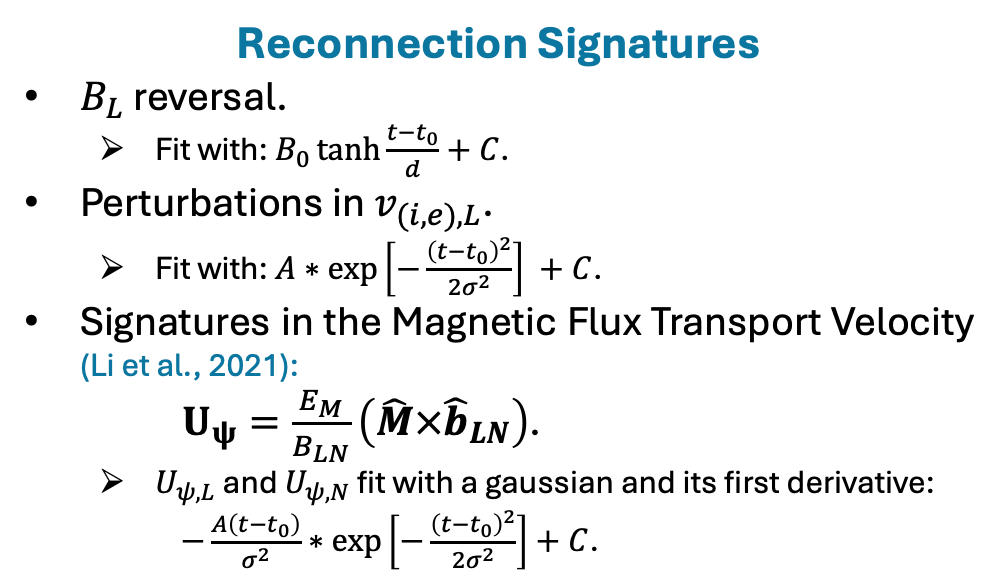 Reconnection Signatures
• $B_L$ reversal.
➢ Fit with: $B_0 \tanh \frac{t-t_0}{d} + C.$
• Perturbations in $v_{(i,e),L}$.
➢ Fit with: $A * \exp\left[-\frac{(t-t_0)^2}{2\sigma^2}\right] + C.$
• Signatures in the Magnetic Flux Transport Velocity
(Li et al., 2021):
$\mathbf{U}_{\boldsymbol{\psi}} = \frac{E_M}{B_{LN}}\left(\widehat{\boldsymbol{M}} \times \widehat{\boldsymbol{b}}_{\boldsymbol{LN}}\right).$
➢ $U_{\psi,L}$ and $U_{\psi,N}$ fit with a gaussian and its first derivative:
$-\frac{A(t-t_0)}{\sigma^2} * \exp\left[-\frac{(t-t_0)^2}{2\sigma^2}\right] + C.$